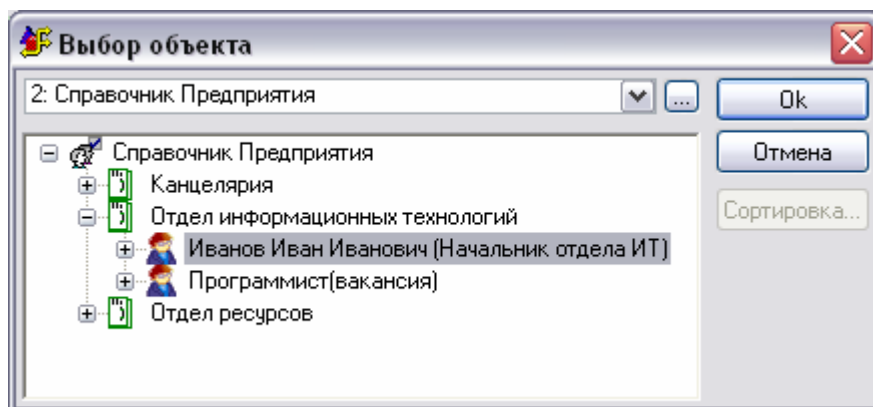 Выбор объекта
2: Справочник Предприятия
...
Ok
Справочник Предприятия
Отмена
Канцелярия
Отдел информационных технологий
Сортировка...
Иванов Иван Иванович (Начальник отдела ИТ)
Программист(вакансия)
Отдел ресурсов